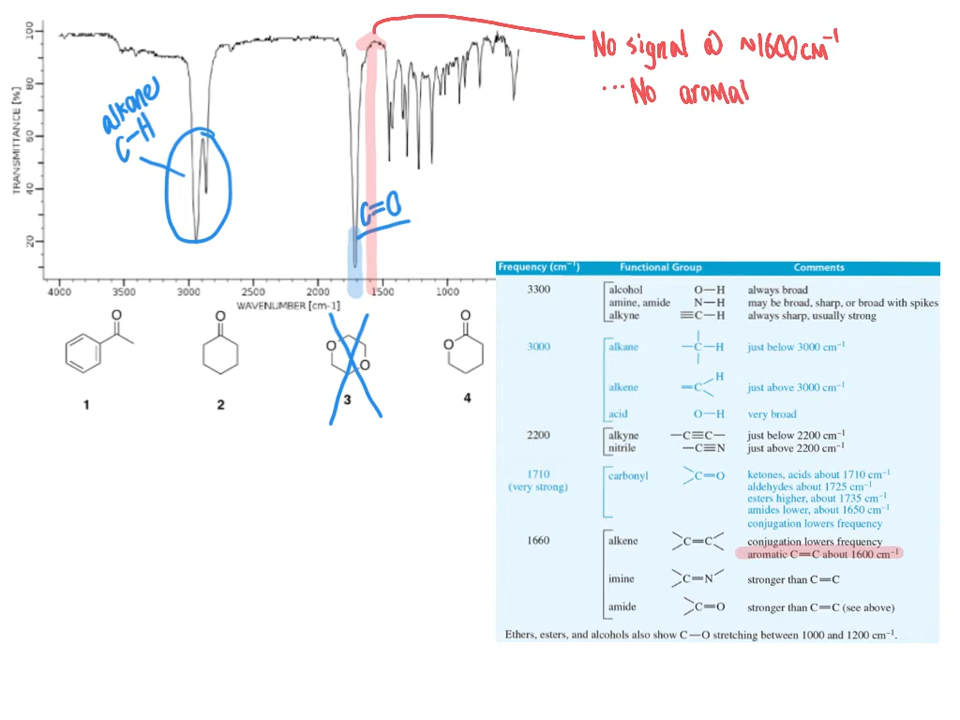 No signal @ ~1600 cm⁻¹
... No aromal
alkane
C-H
C=O
TRANSMITTANCE [%]
100
80
60
40
20
4000 3500 3000 2500 2000 1500 1000
WAVENUMBER [cm-1]
O O O O
O O
1 2 3 4
Frequency (cm⁻¹) Functional Group Comments
3300 alcohol O—H always broad
amine, amide N—H may be broad, sharp, or broad with spikes
alkyne ≡C—H always sharp, usually strong
3000 alkane —C—H just below 3000 cm⁻¹
alkene =C H just above 3000 cm⁻¹
acid O—H very broad
2200 alkyne —C≡C— just below 2200 cm⁻¹
nitrile —C≡N just above 2200 cm⁻¹
1710 carbonyl C=O ketones, acids about 1710 cm⁻¹
(very strong) aldehydes about 1725 cm⁻¹
esters higher, about 1735 cm⁻¹
amides lower, about 1650 cm⁻¹
conjugation lowers frequency
1660 alkene C=C conjugation lowers frequency
aromatic C=C about 1600 cm⁻¹
imine C=N stronger than C=C
amide C=O stronger than C=C (see above)
Ethers, esters, and alcohols also show C—O stretching between 1000 and 1200 cm⁻¹.